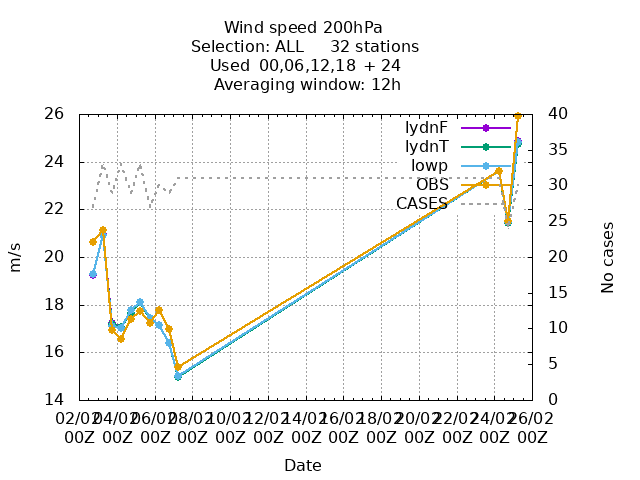 Wind speed 200hPa
Selection: ALL     32 stations
Used  00,06,12,18 + 24
Averaging window: 12h
26
24
22
20
18
16
14
m/s
40
35
30
25
20
15
10
5
0
No cases
lydnF
lydnT
lowp
OBS
CASES
02/02 04/02 06/02 08/02 10/02 12/02 14/02 16/02 18/02 20/02 22/02 24/02 26/02
00Z 00Z 00Z 00Z 00Z 00Z 00Z 00Z 00Z 00Z 00Z 00Z 00Z
Date